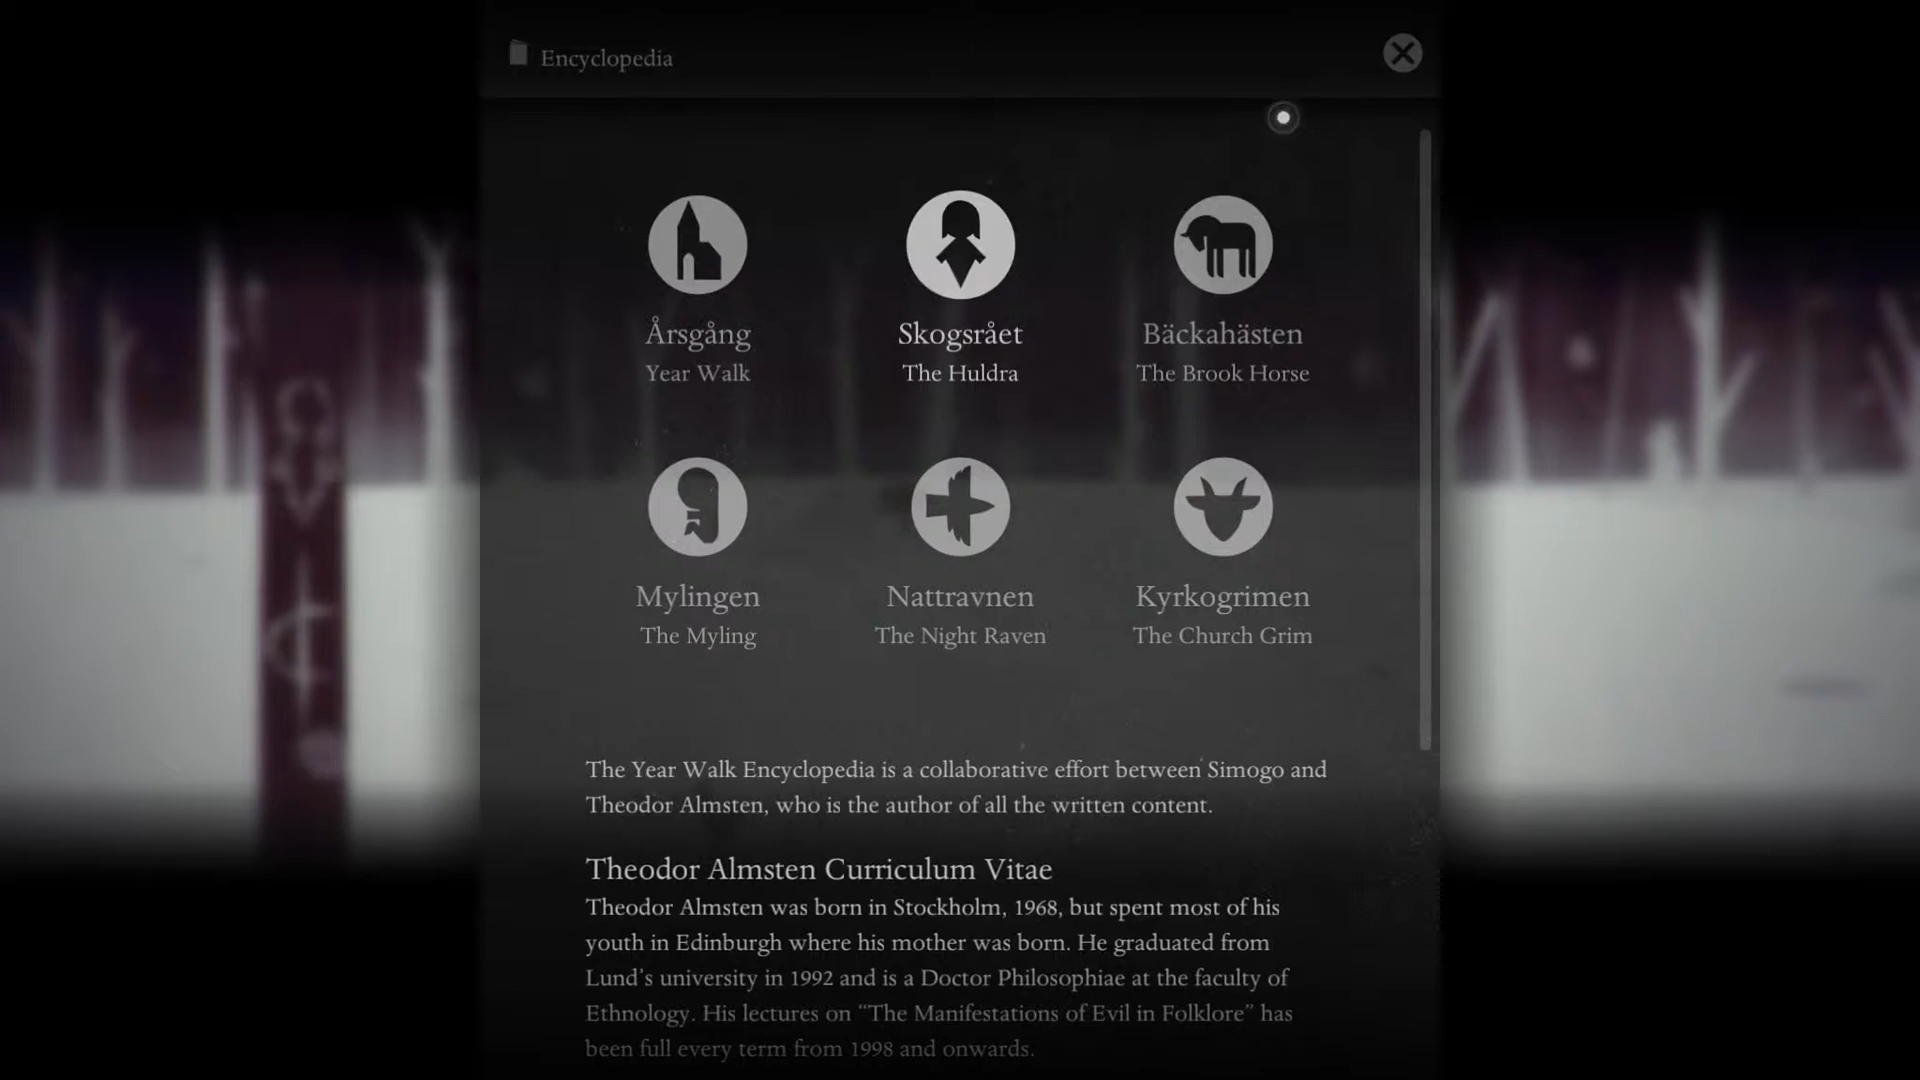 Encyclopedia
Årsgång
Year Walk
Skogsrået
The Huldra
Bäckahästen
The Brook Horse
Mylingen
The Myling
Nattravnen
The Night Raven
Kyrkogrimen
The Church Grim
The Year Walk Encyclopedia is a collaborative effort between Simogo and
Theodor Almsten, who is the author of all the written content.
Theodor Almsten Curriculum Vitae
Theodor Almsten was born in Stockholm, 1968, but spent most of his
youth in Edinburgh where his mother was born. He graduated from
Lund's university in 1992 and is a Doctor Philosophiae at the faculty of
Ethnology. His lectures on “The Manifestations of Evil in Folklore” has
been full every term from 1998 and onwards.